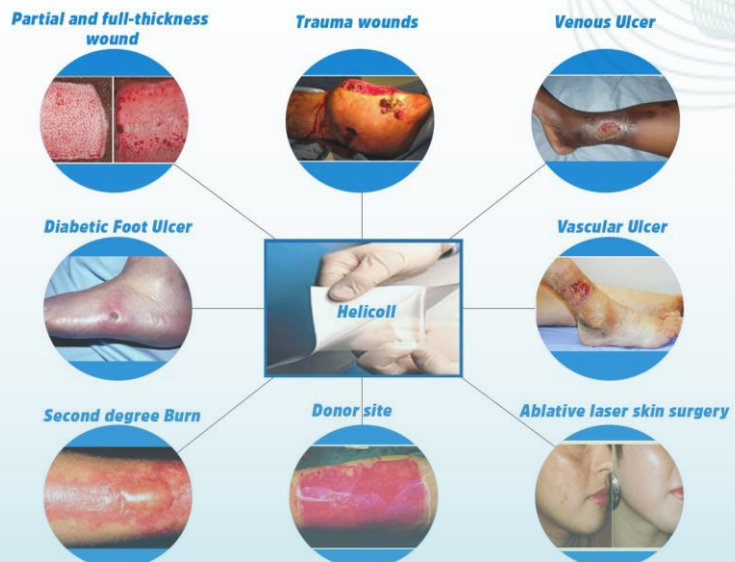 Partial and full-thickness
wound
Trauma wounds
Venous Ulcer
Diabetic Foot Ulcer
Helicoll
Vascular Ulcer
Second degree Burn
Donor site
Ablative laser skin surgery